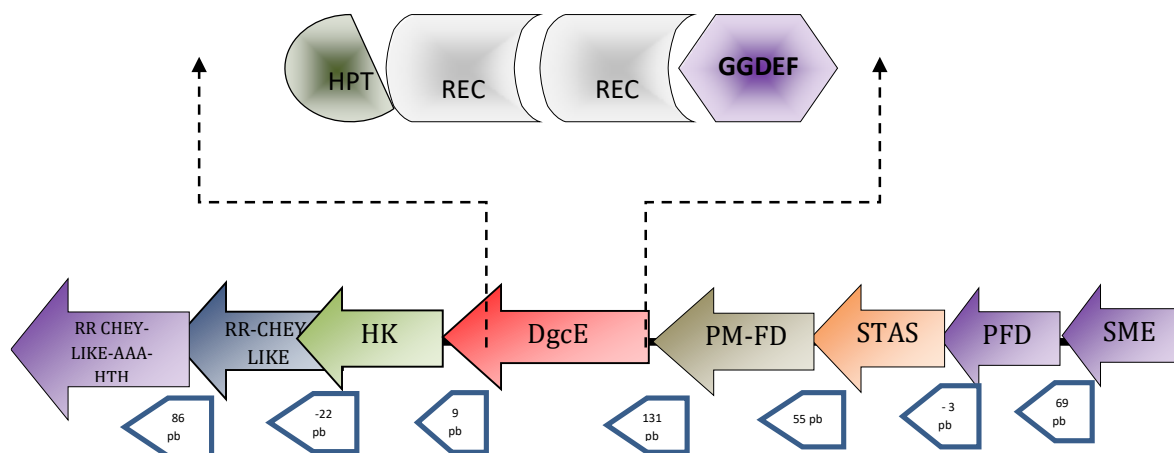 HPT
REC
REC
GGDEF
RR CHEY-
LIKE-AAA-
HTH
RR-CHEY
LIKE
HK
DgcE
PM-FD
STAS
PFD
SME
86
pb
-22
pb
9
pb
131
pb
55 pb
- 3
pb
69
pb